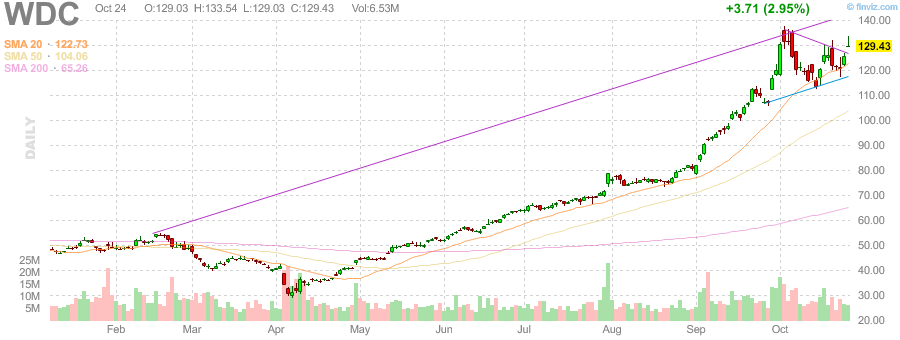 WDC Oct 24 O:129.03 H:133.54 L:129.03 C:129.43 Vol:6.53M +3.71 (2.95%) © finviz.com
SMA 20 · 122.73
SMA 50 · 104.06
SMA 200 · 65.26
DAILY
140.00
129.43
120.00
110.00
100.00
90.00
80.00
70.00
60.00
50.00
40.00
30.00
20.00
25M
20M
15M
10M
5M
Feb Mar Apr May Jun Jul Aug Sep Oct